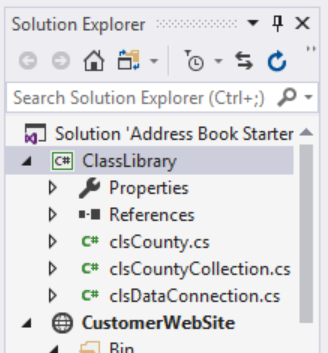 Solution Explorer
Search Solution Explorer (Ctrl+;)
Solution 'Address Book Starter
C# ClassLibrary
Properties
References
C# clsCounty.cs
C# clsCountyCollection.cs
C# clsDataConnection.cs
CustomerWebSite
Bin